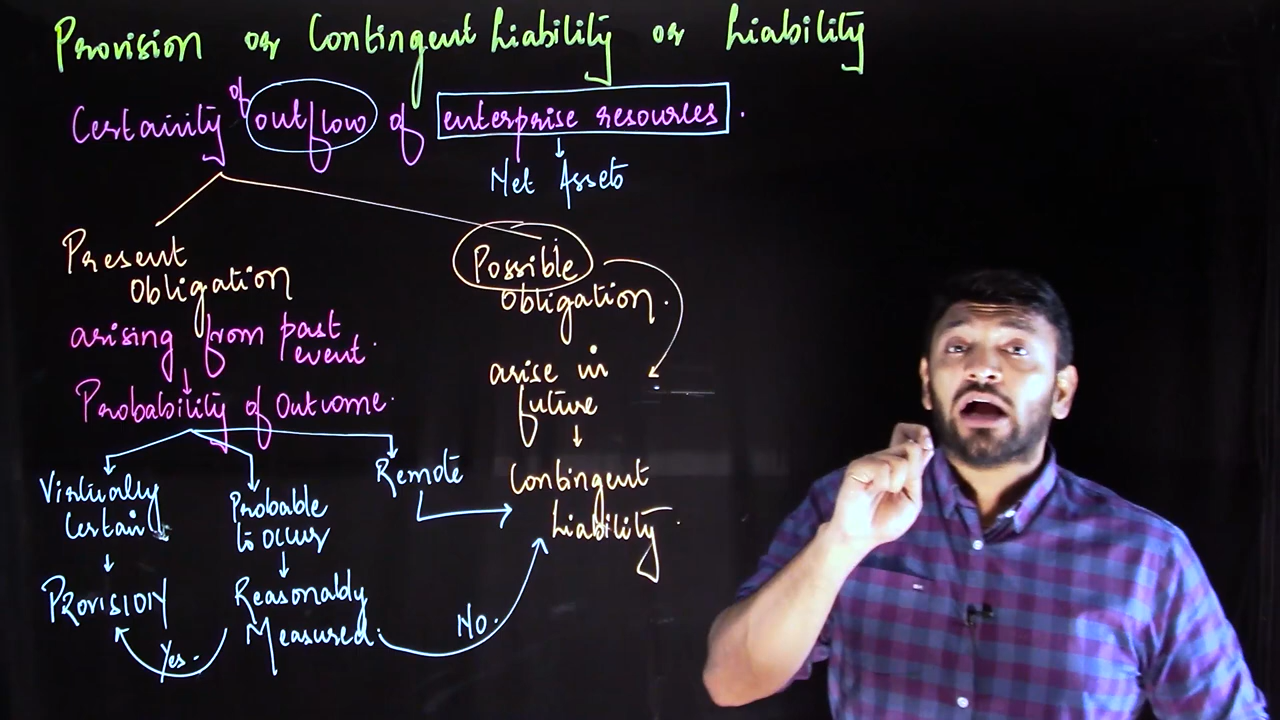 Provision or Contingent Liability or Liability
Certainity of outflow of enterprise resources.
Net Assets
Present
Obligation
arising from past
event.
Probability of Outcome.
Virtually
Certain
Provision
Probable
to occur
Reasonably
Measured.
Yes.
No.
Remote
Possible
Obligation.
arise in
future
Contingent
Liability.